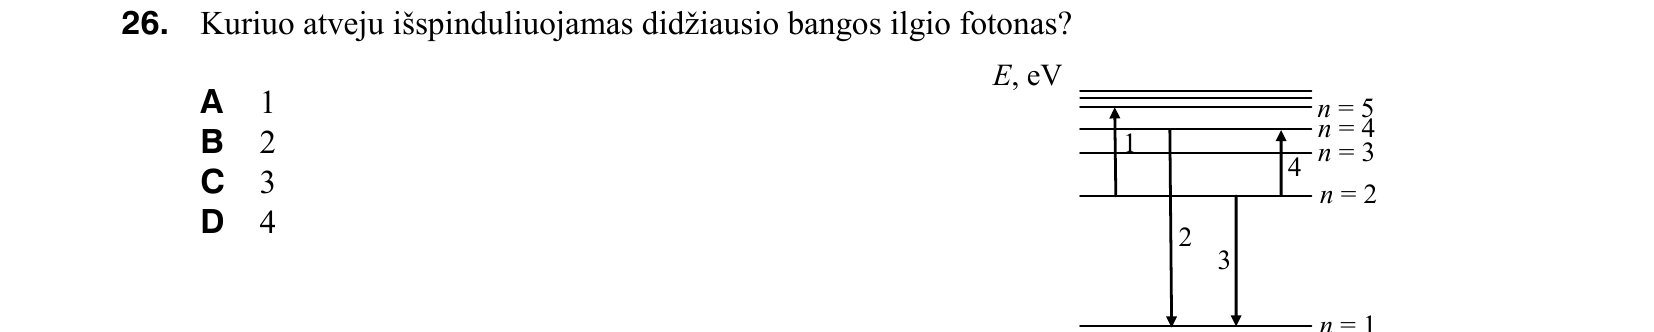 26. Kuriuo atveju išspinduliuojamas didžiausio bangos ilgio fotonas?
A 1
B 2
C 3
D 4
E, eV
n = 5
n = 4
n = 3
n = 2
n = 1
1
4
2
3